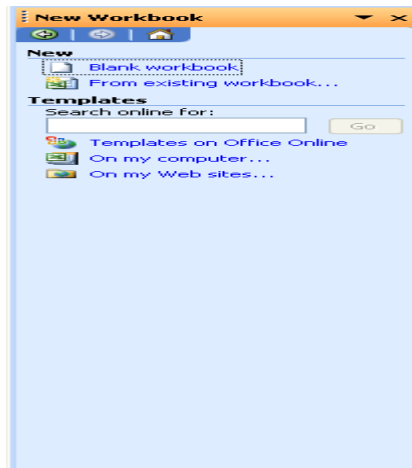 New Workbook
New
Blank workbook
From existing workbook...
Templates
Search online for:
Go
Templates on Office Online
On my computer...
On my Web sites...